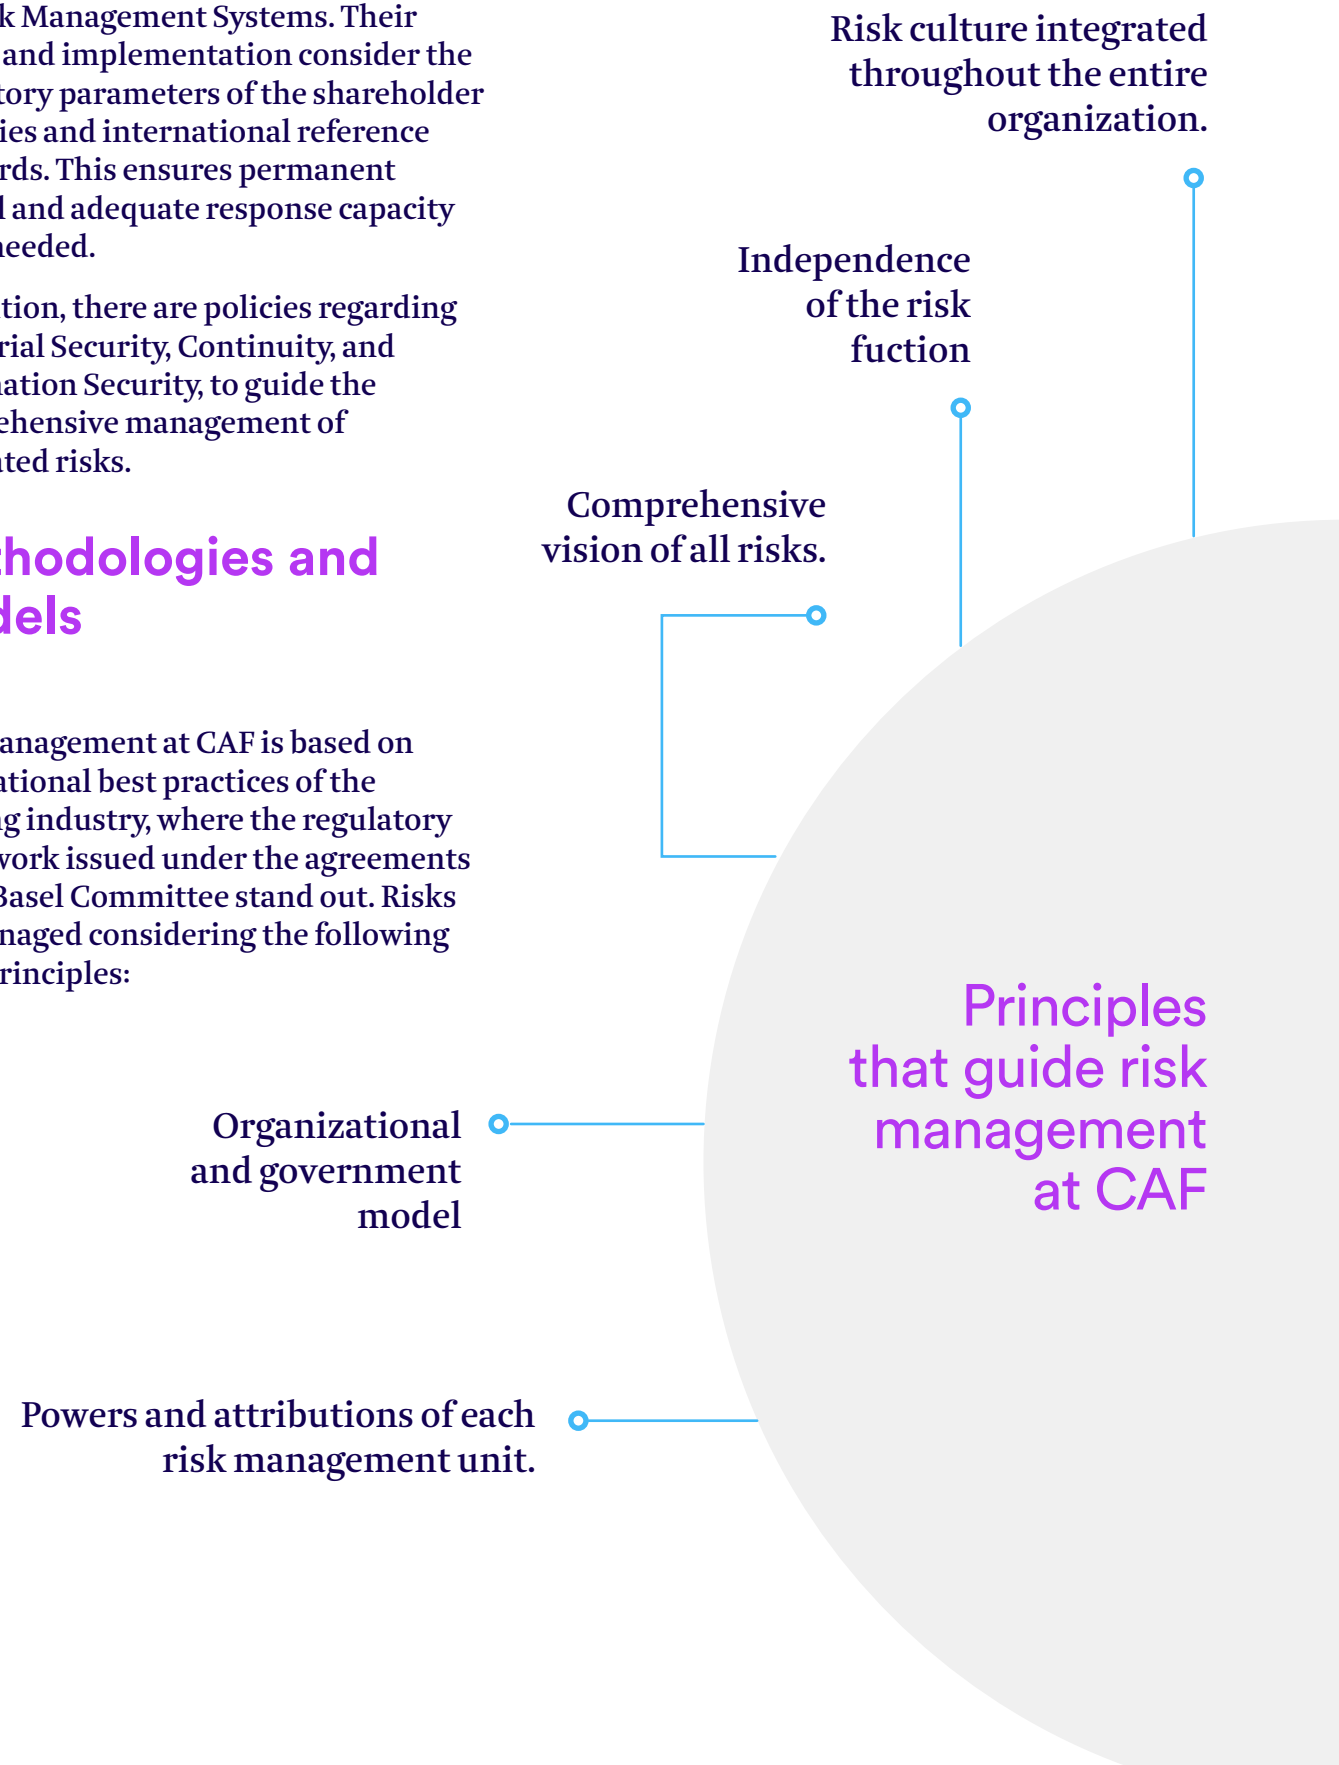 k Management Systems. Their
and implementation consider the
tory parameters of the shareholder
ies and international reference
rds. This ensures permanent
l and adequate response capacity
needed.
tion, there are policies regarding
rial Security, Continuity, and
nation Security, to guide the
ehensive management of
ated risks.
thodologies and
dels
anagement at CAF is based on
ational best practices of the
ng industry, where the regulatory
work issued under the agreements
Basel Committee stand out. Risks
naged considering the following
rinciples:
Risk culture integrated
throughout the entire
organization.
Independence
of the risk
fuction
Comprehensive
vision of all risks.
Organizational
and government
model
Powers and attributions of each
risk management unit.
Principles
that guide risk
management
at CAF